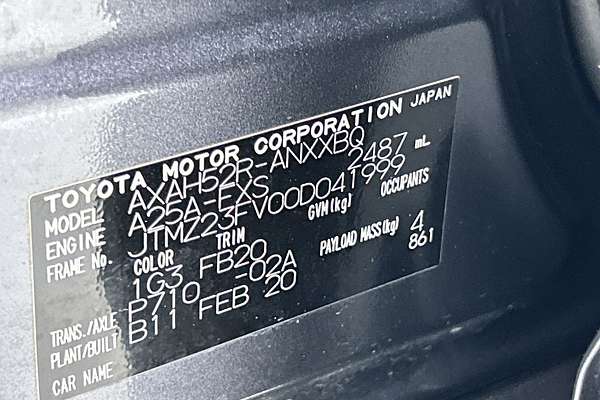 TOYOTA MOTOR CORPORATION JAPAN
MODEL AXAH52R-ANXXBQ
ENGINE A25A-FXS 2487 mL
FRAME No. JTMZ23FV00D041999
COLOR TRIM GVM(kg) OCCUPANTS
1G3 FB20 PAYLOAD MASS(kg) 4
861
TRANS./AXLE P710 -02A
PLANT/BUILT B11 FEB 20
CAR NAME